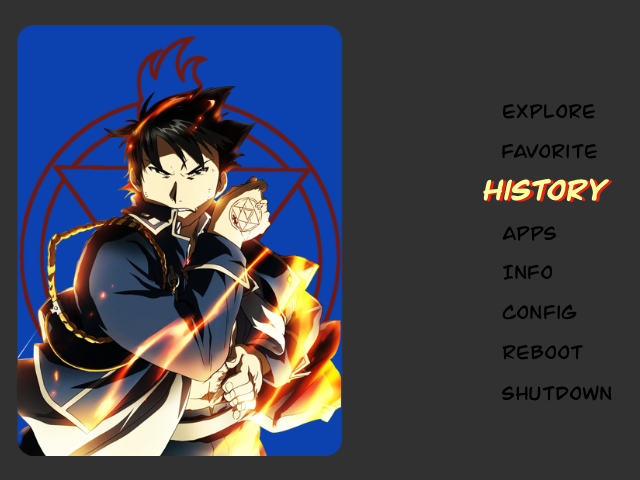 EXPLORE
FAVORITE
HISTORY
APPS
INFO
CONFIG
REBOOT
SHUTDOWN